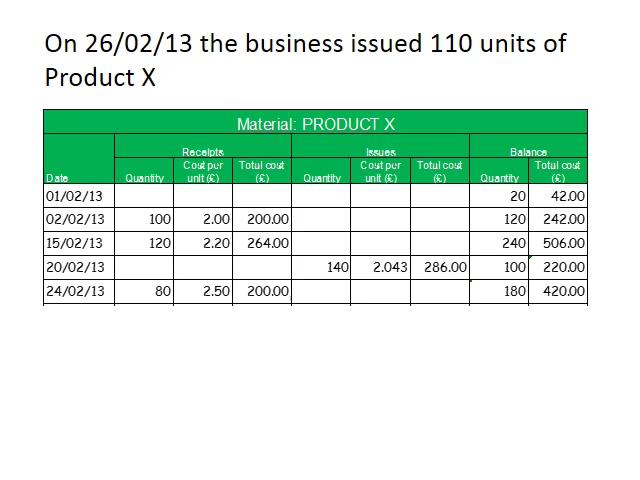 On 26/02/13 the business issued 110 units of
Product X
Material: PRODUCT X
Receipts Issues Balance
Date Quantity Cost per unit (£) Total cost (£) Quantity Cost per unit (£) Total cost (£) Quantity Total cost (£)
01/02/13 20 42.00
02/02/13 100 2.00 200.00 120 242.00
15/02/13 120 2.20 264.00 240 506.00
20/02/13 140 2.043 286.00 100 220.00
24/02/13 80 2.50 200.00 180 420.00